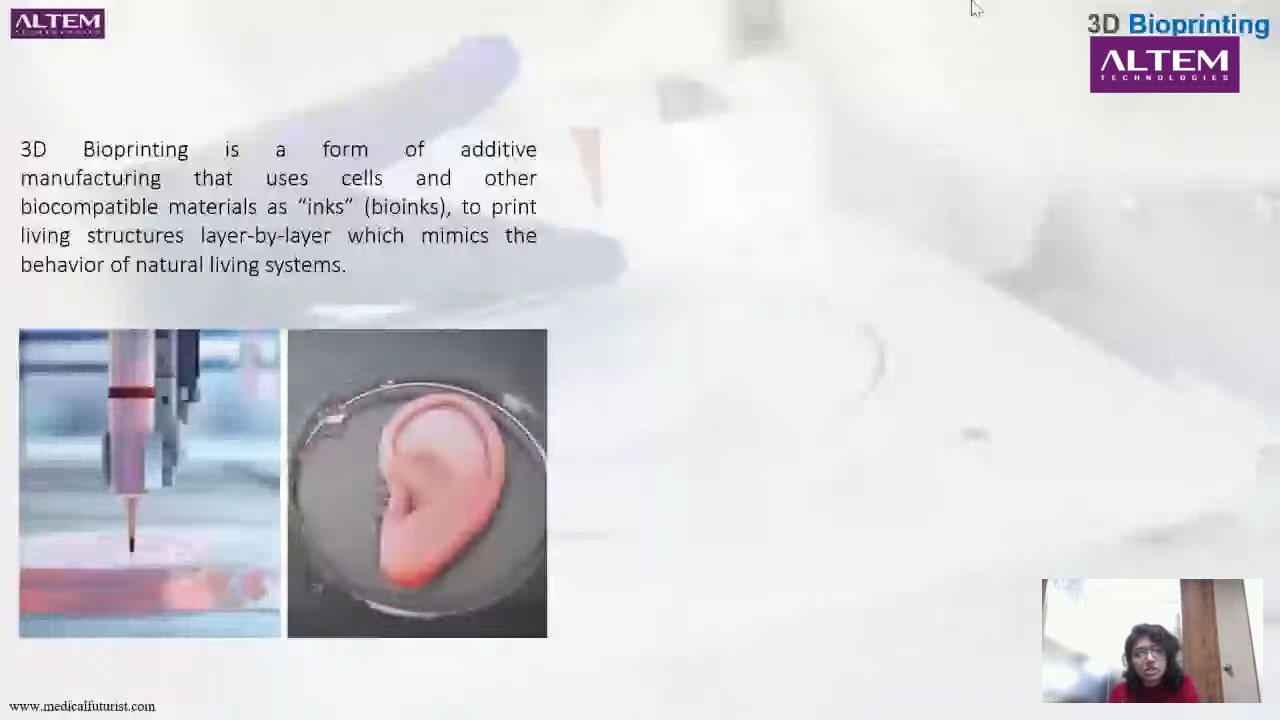 ALTEM
TECHNOLOGIES
3D Bioprinting
ALTEM
TECHNOLOGIES
3D Bioprinting is a form of additive
manufacturing that uses cells and other
biocompatible materials as “inks” (bioinks), to print
living structures layer-by-layer which mimics the
behavior of natural living systems.
www.medicalfuturist.com